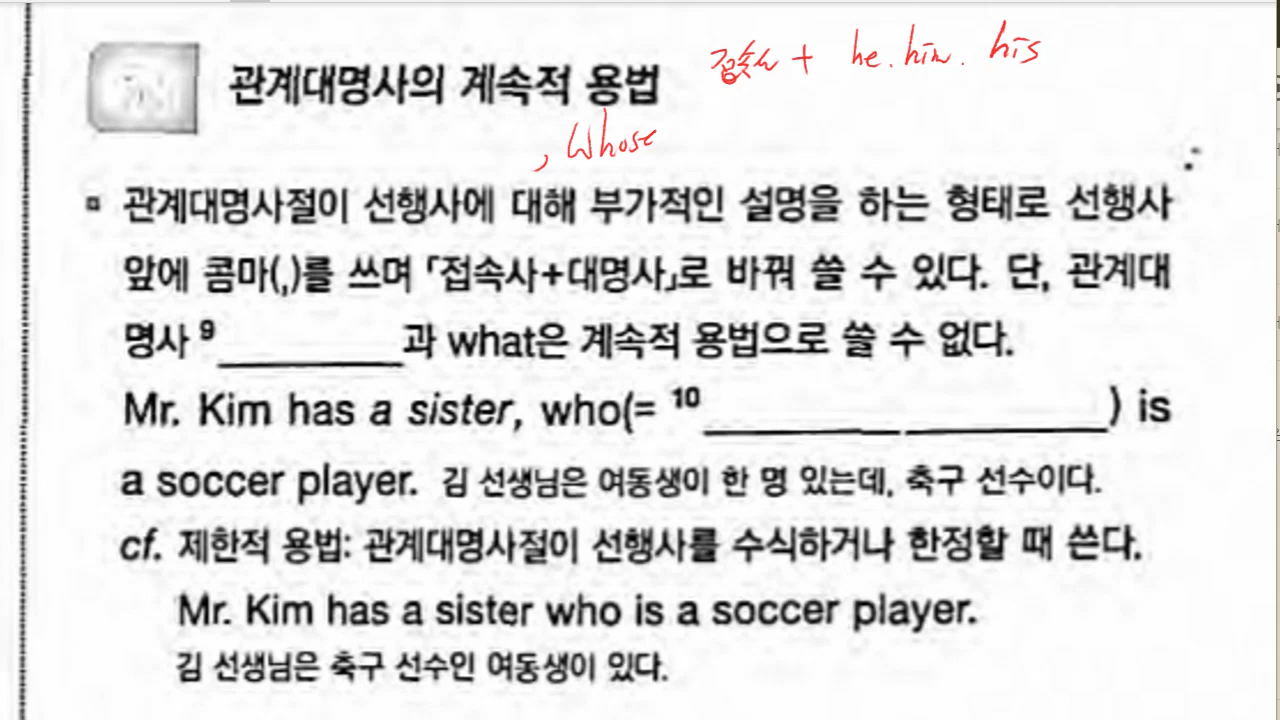 관계대명사의 계속적 용법 접속사 + he. him. his
, whose
▫ 관계대명사절이 선행사에 대해 부가적인 설명을 하는 형태로 선행사
앞에 콤마(,)를 쓰며 「접속사+대명사」로 바꿔 쓸 수 있다. 단, 관계대
명사 ⁹________과 what은 계속적 용법으로 쓸 수 없다.
Mr. Kim has a sister, who(= ¹⁰________ ________) is
a soccer player. 김 선생님은 여동생이 한 명 있는데, 축구 선수이다.
cf. 제한적 용법: 관계대명사절이 선행사를 수식하거나 한정할 때 쓴다.
Mr. Kim has a sister who is a soccer player.
김 선생님은 축구 선수인 여동생이 있다.